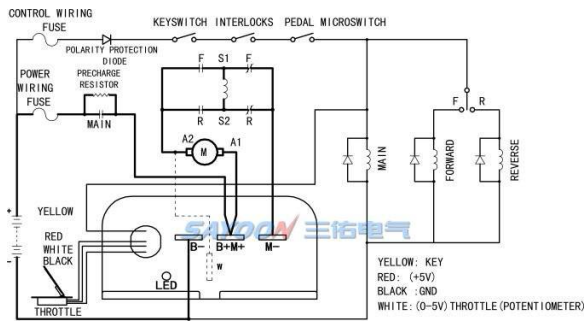 CONTROL WIRING
FUSE
KEYSWITCH INTERLOCKS PEDAL MICROSWITCH
POLARITY PROTECTION
DIODE
POWER
WIRING
FUSE
PRECHARGE
RESISTOR
MAIN
F S1 F
R S2 R
A2 M A1
F R
MAIN
FORWARD
REVERSE
+
YELLOW
RED
WHITE
BLACK
-
THROTTLE
SAYOON 三佑电气
B- B+M+ M-
LED
W
YELLOW: KEY
RED: (+5V)
BLACK :GND
WHITE: (0-5V) THROTTLE(POTENTIOMETER)